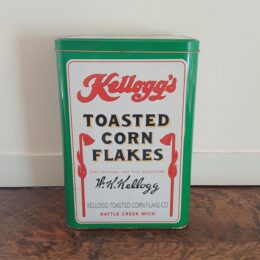 Kellogg's
TOASTED
CORN
FLAKES
THE ORIGINAL HAS THIS SIGNATURE
W.K.Kellogg
KELLOGG TOASTED CORN FLAKE CO.
BATTLE CREEK MICH